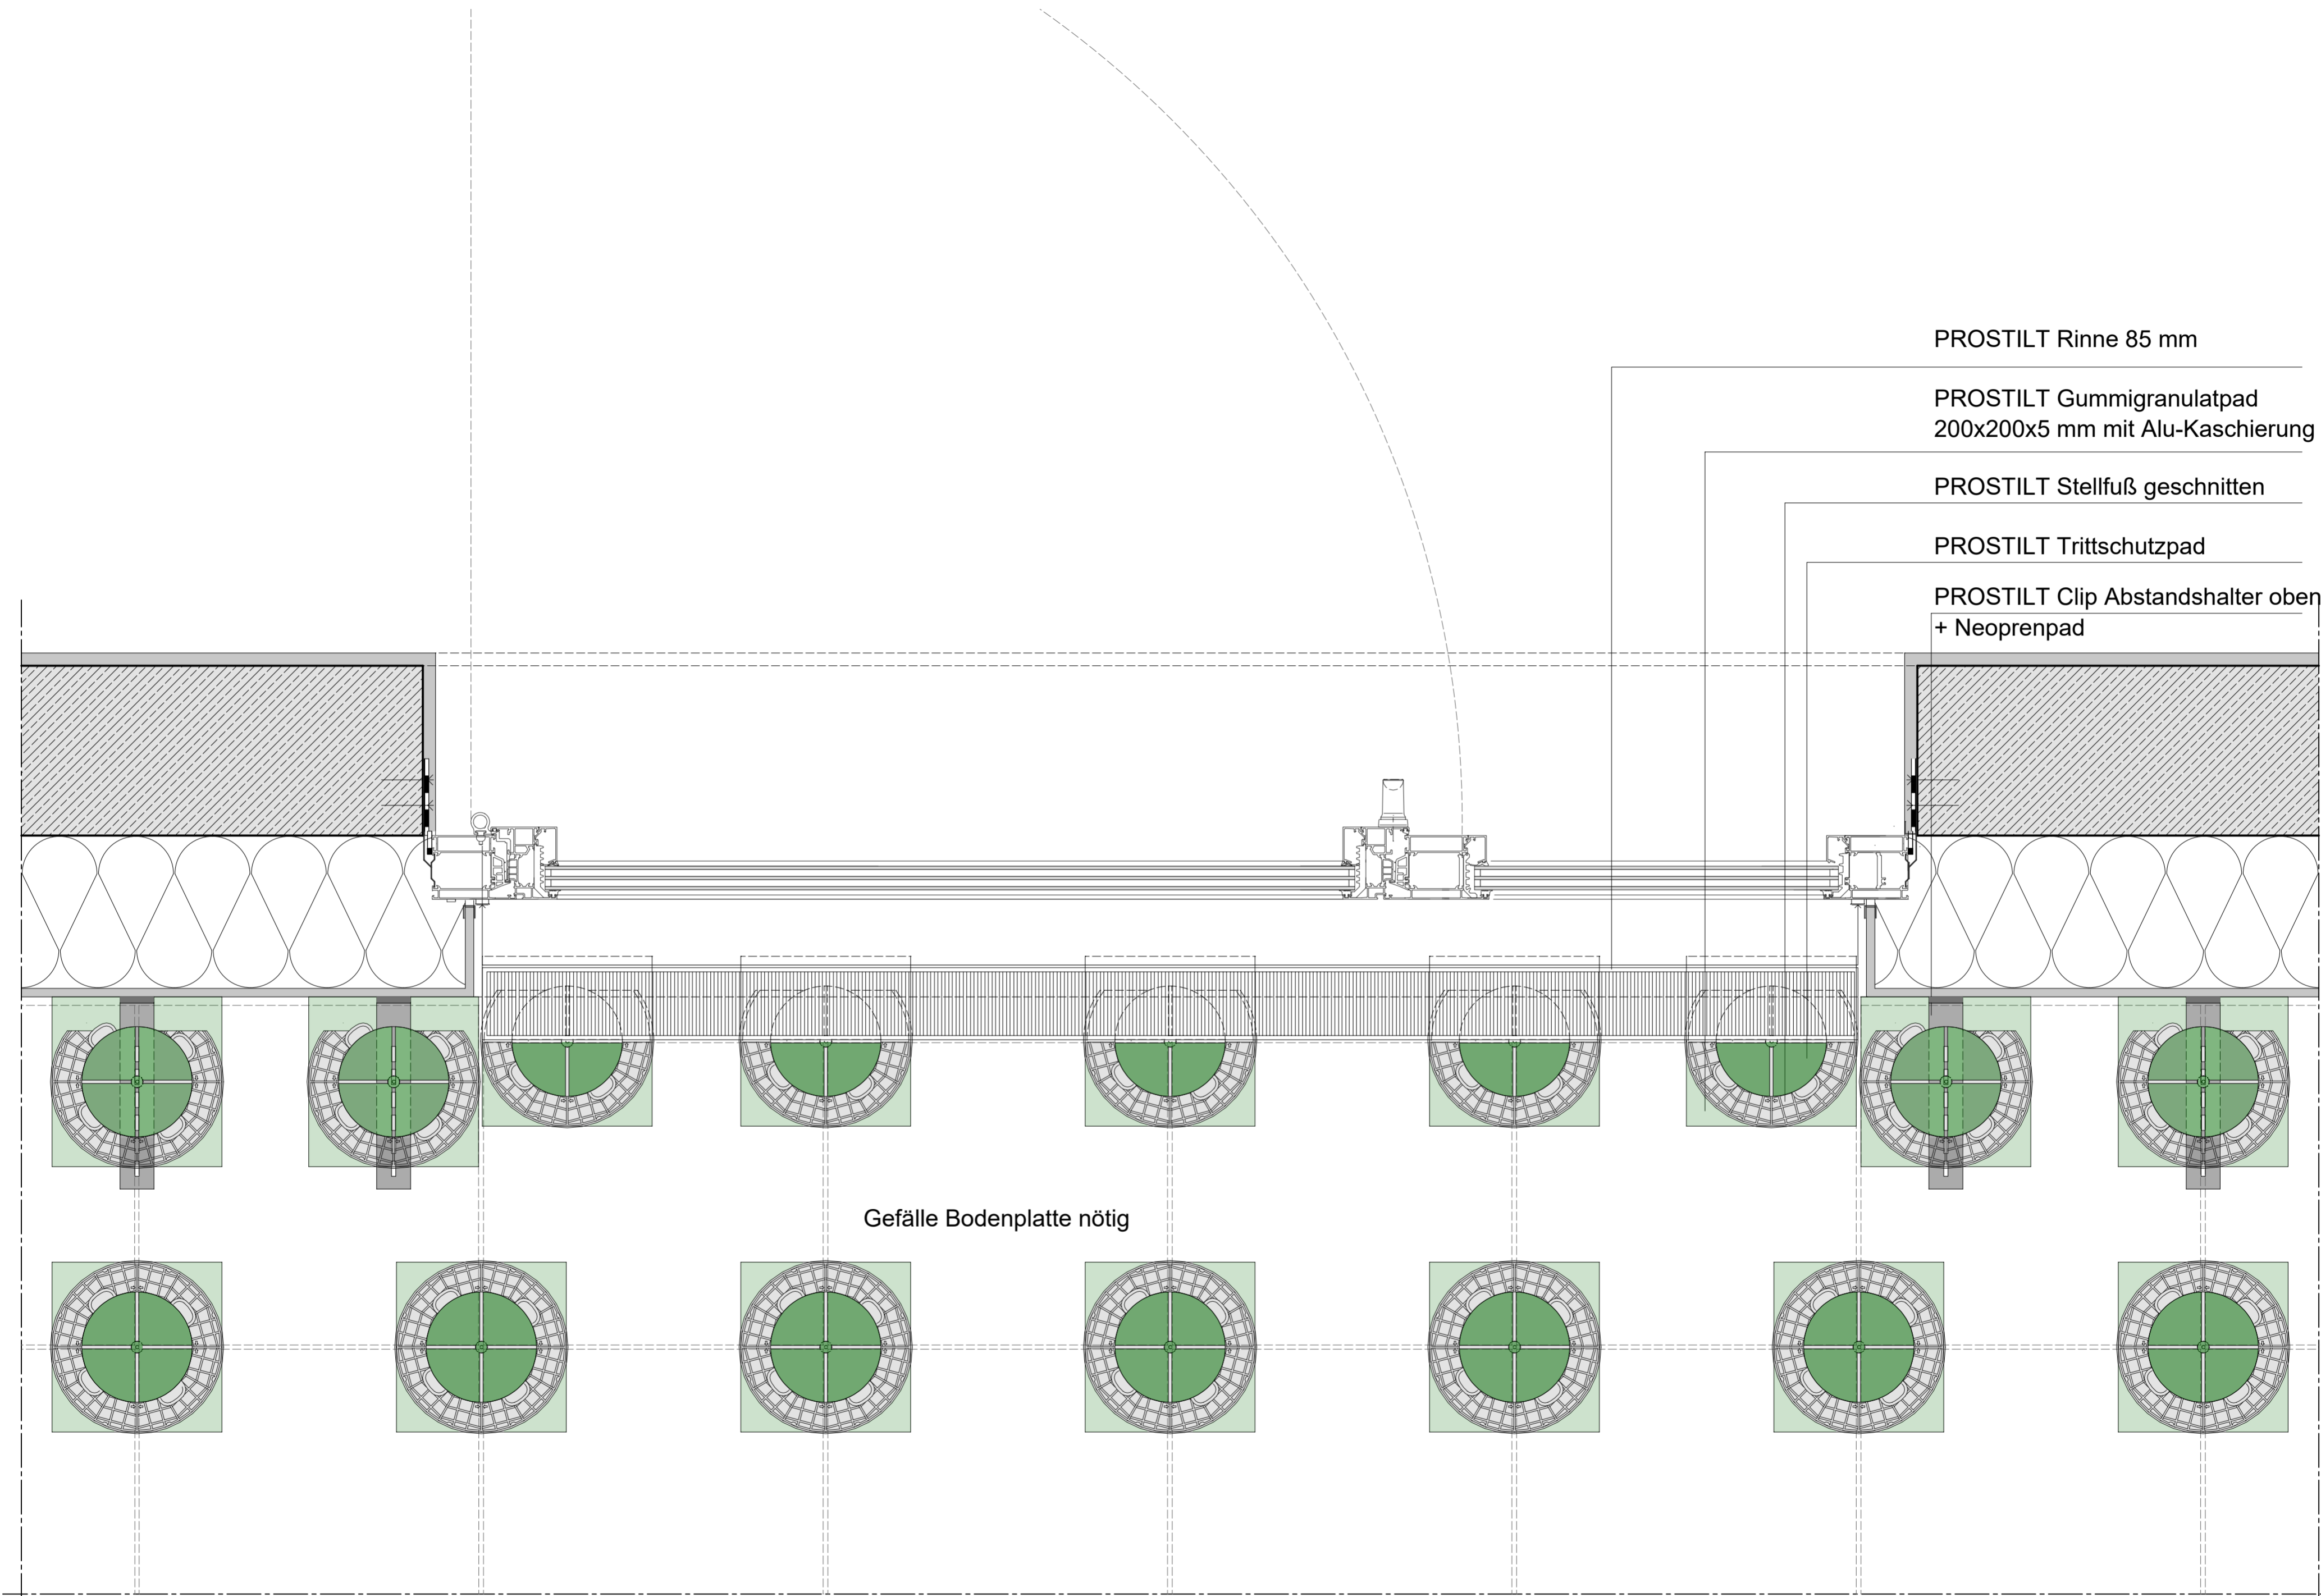 PROSTILT Rinne 85 mm
PROSTILT Gummigranulatpad
200x200x5 mm mit Alu-Kaschierung
PROSTILT Stellfuß geschnitten
PROSTILT Trittschutzpad
PROSTILT Clip Abstandshalter oben
+ Neoprenpad
Gefälle Bodenplatte nötig